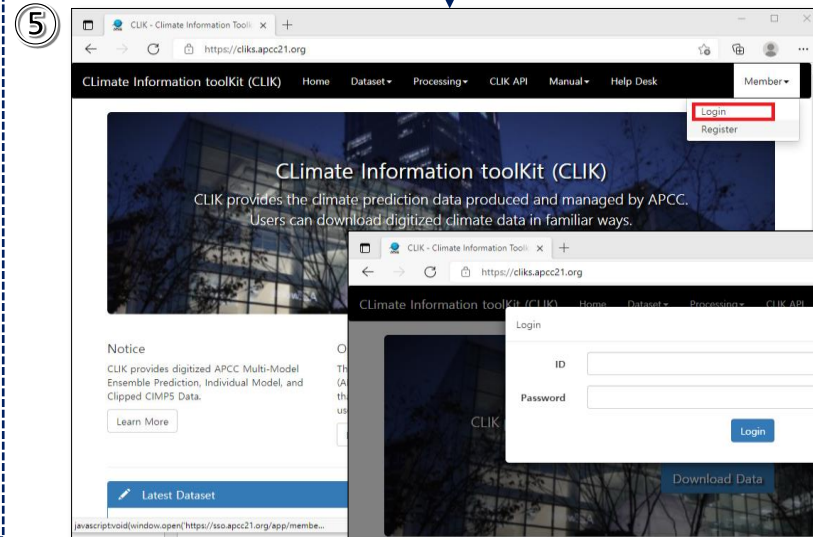 5
CLIK - Climate Information Toolk
https://cliks.apcc21.org
CLimate Information toolKit (CLIK) Home Dataset Processing CLIK API Manual Help Desk Member
Login
Register
CLimate Information toolKit (CLIK)
CLIK provides the climate prediction data produced and managed by APCC.
Users can download digitized climate data in familiar ways.
CLIK - Climate Information Toolk
https://cliks.apcc21.org
CLimate Information toolKit (CLIK) Home Dataset Processing CLIK API
Login
ID
Password
Login
CLIK
Download Data
Notice
CLIK provides digitized APCC Multi-Model
Ensemble Prediction, Individual Model, and
Clipped CIMP5 Data.
Learn More
Latest Dataset
javascript:void(window.open('https://sso.apcc21.org/app/membe...